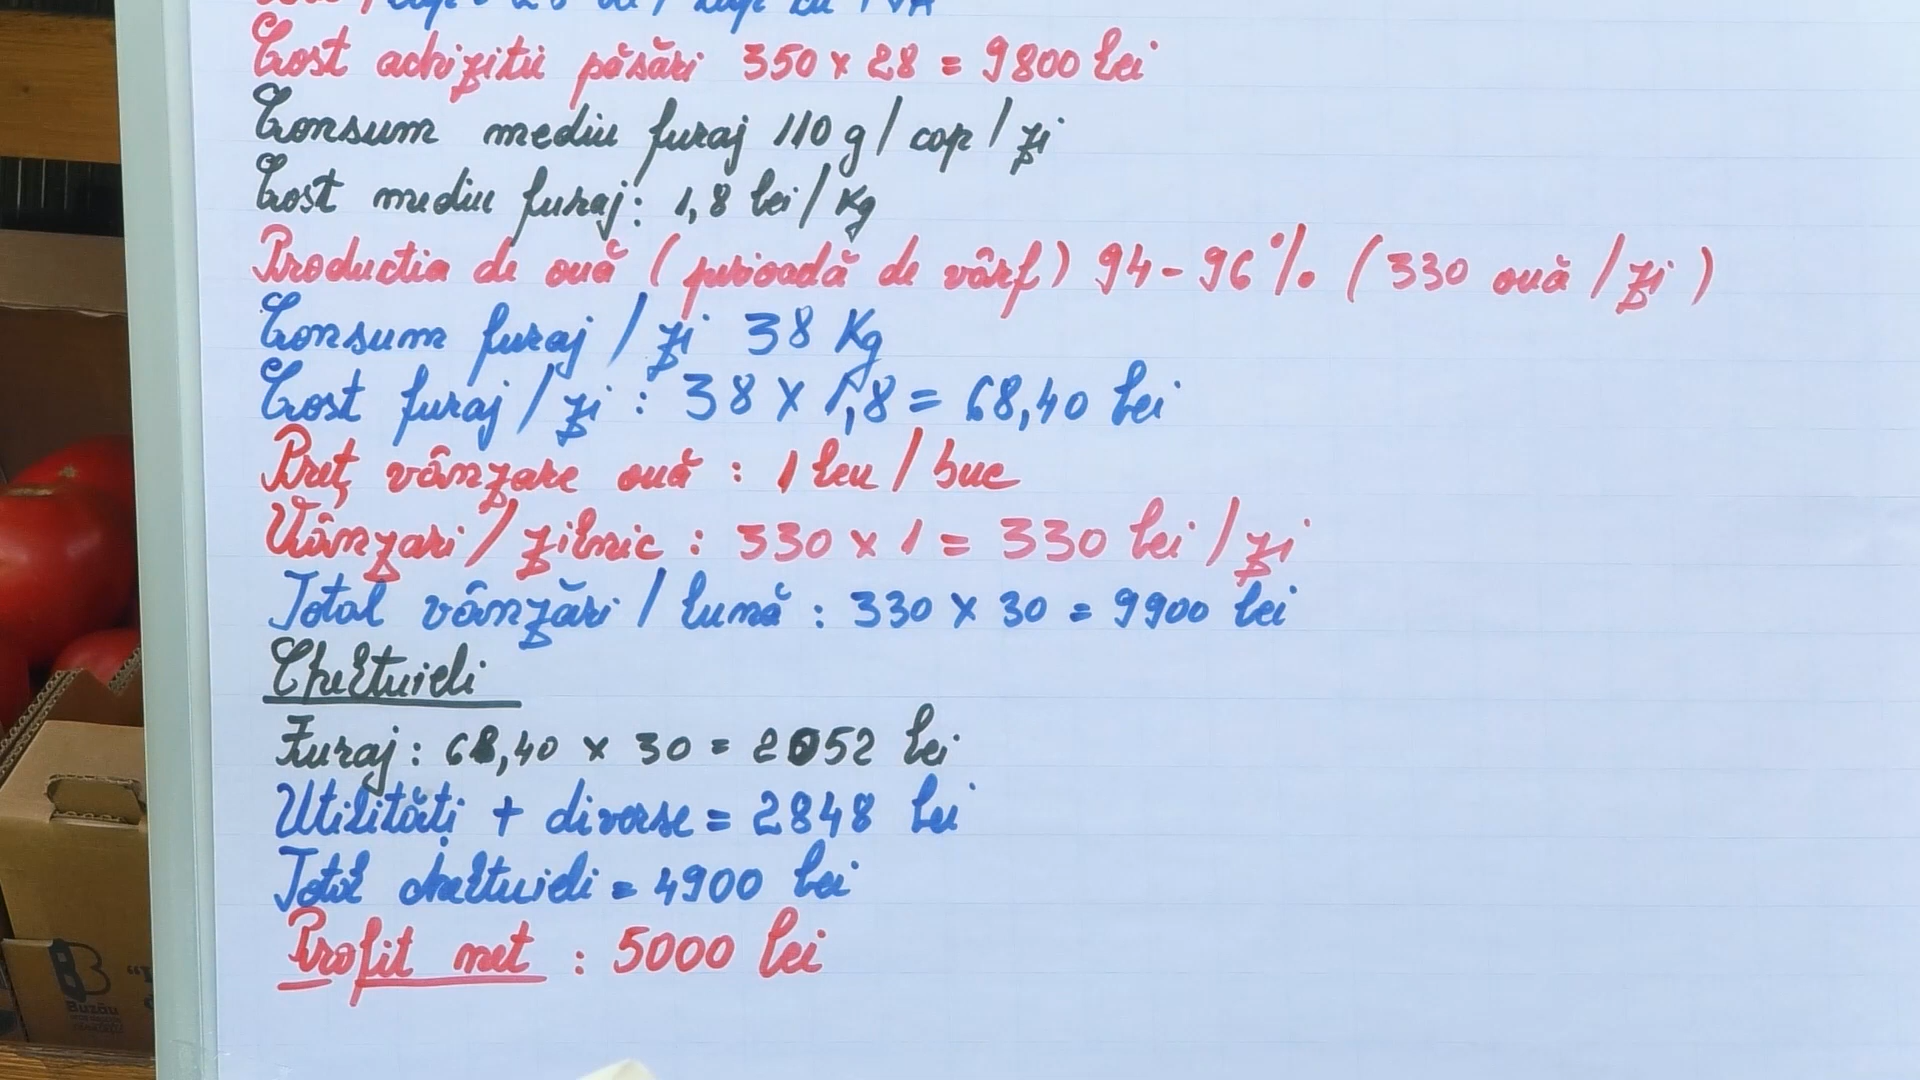 Cost achiziții păsări 350 x 28 = 9800 lei
Consum mediu furaj 110 g / cap / zi
Cost mediu furaj: 1,8 lei / Kg
Productia de ouă ( perioadă de vârf ) 94 - 96 % ( 330 ouă / zi )
Consum furaj / zi 38 Kg
Cost furaj / zi : 38 x 1,8 = 68,40 lei
Preț vânzare ouă : 1 leu / buc
Vânzari / zilnic : 330 x 1 = 330 lei / zi
Total vânzări / lună : 330 x 30 = 9900 lei
Cheltuieli
Furaj : 68,40 x 30 = 2052 lei
Utilități + diverse = 2848 lei
Total cheltuieli = 4900 lei
Profit net : 5000 lei
Buzău